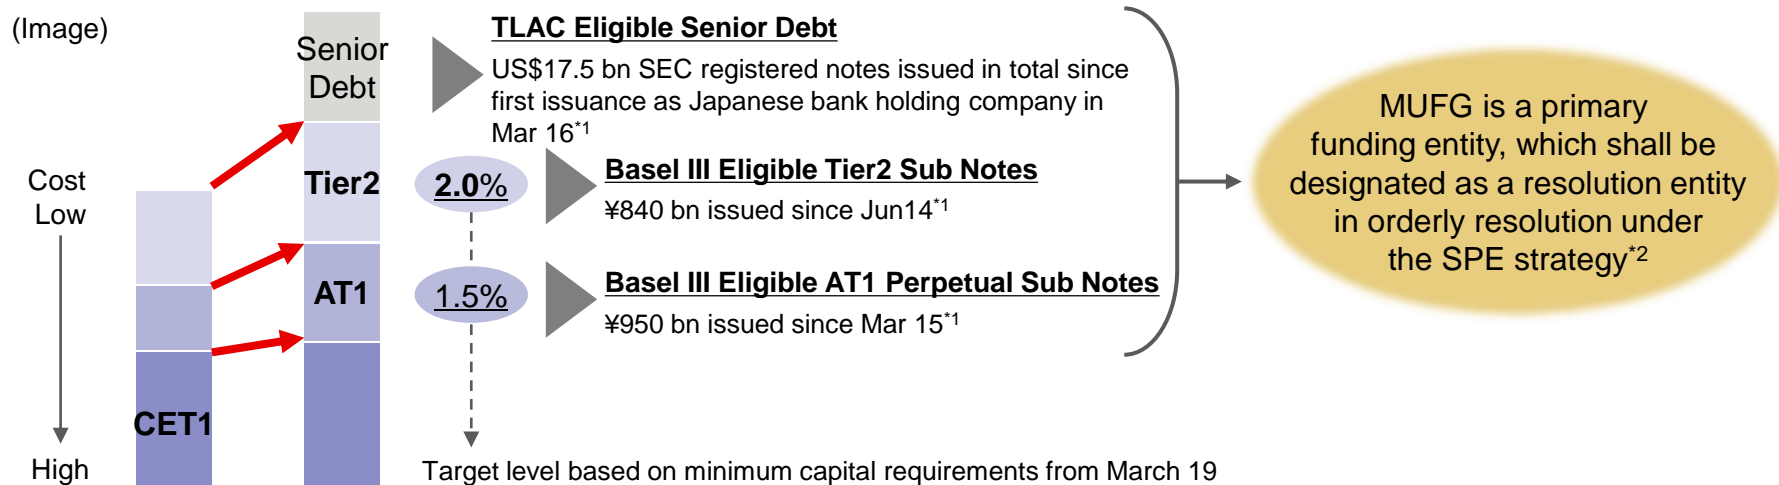 (Image)
Cost
Low
High
CET1
Senior
Debt
Tier2
AT1
TLAC Eligible Senior Debt
US$17.5 bn SEC registered notes issued in total since
first issuance as Japanese bank holding company in
Mar 16*1
2.0%
Basel III Eligible Tier2 Sub Notes
¥840 bn issued since Jun14*1
1.5%
Basel III Eligible AT1 Perpetual Sub Notes
¥950 bn issued since Mar 15*1
Target level based on minimum capital requirements from March 19
MUFG is a primary
funding entity, which shall be
designated as a resolution entity
in orderly resolution under
the SPE strategy*2